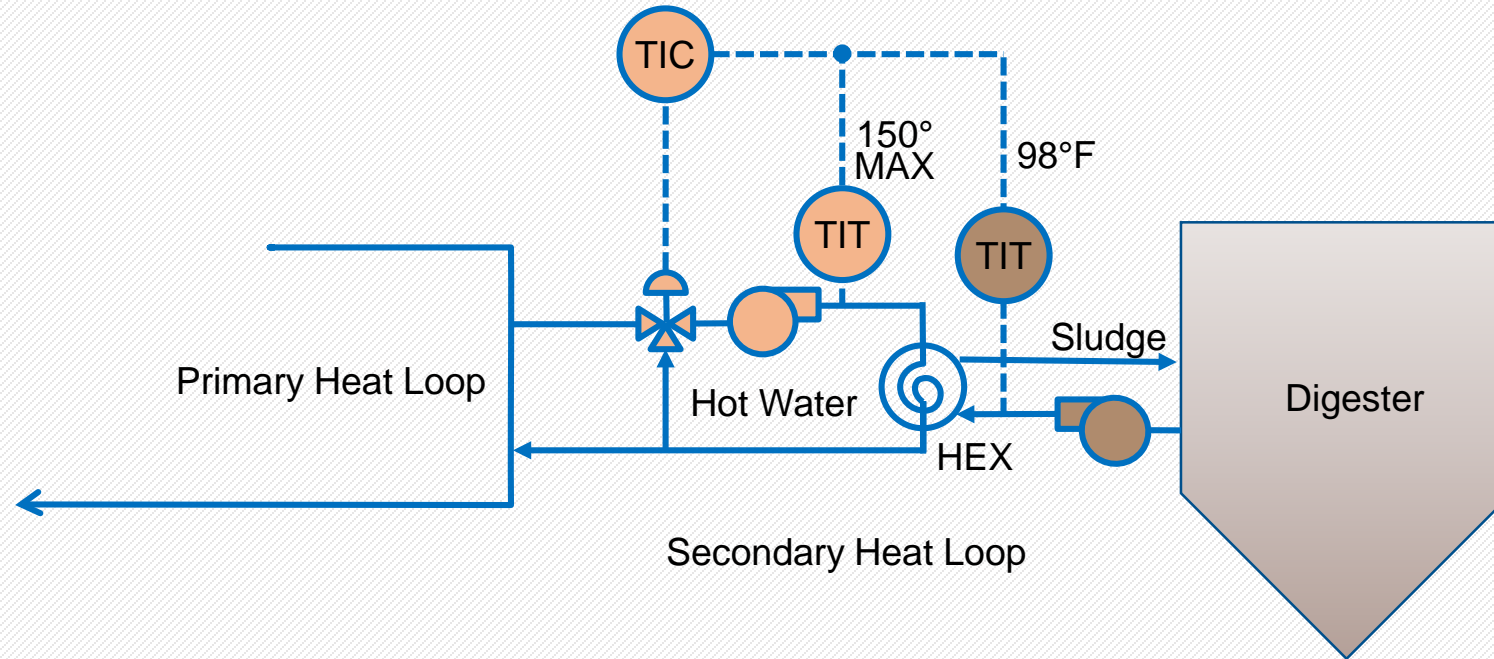 TIC
150°
MAX
98°F
TIT
TIT
Sludge
Primary Heat Loop
Hot Water
Digester
HEX
Secondary Heat Loop